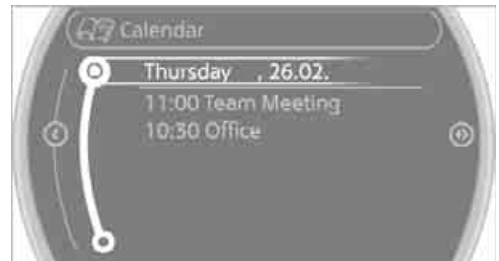 Calendar
Thursday , 26.02.
11:00 Team Meeting
10:30 Office